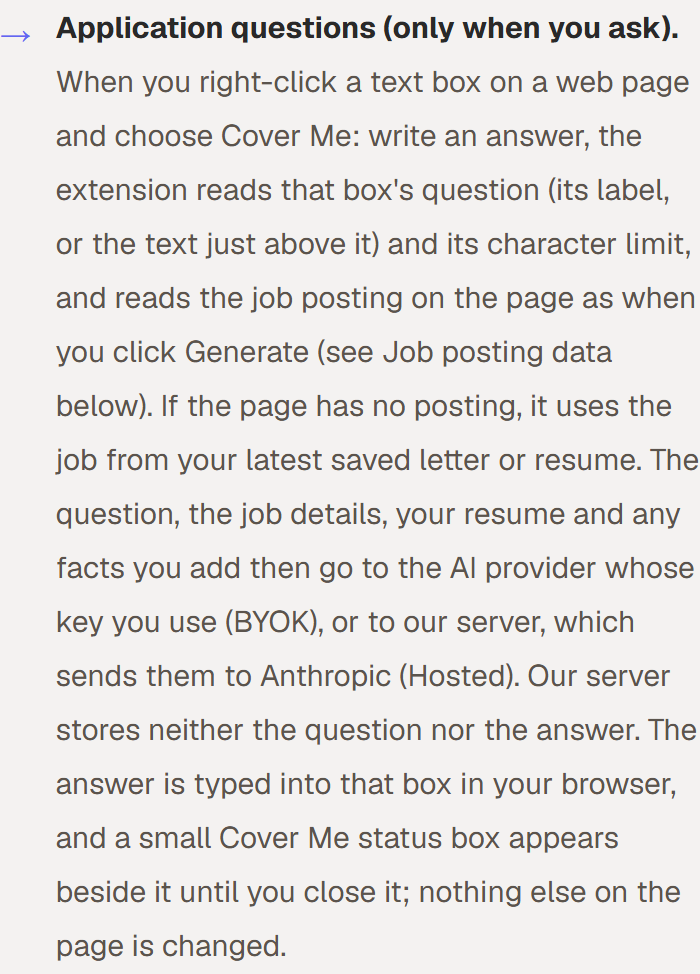 → Application questions (only when you ask).
When you right-click a text box on a web page
and choose Cover Me: write an answer, the
extension reads that box's question (its label,
or the text just above it) and its character limit,
and reads the job posting on the page as when
you click Generate (see Job posting data
below). If the page has no posting, it uses the
job from your latest saved letter or resume. The
question, the job details, your resume and any
facts you add then go to the AI provider whose
key you use (BYOK), or to our server, which
sends them to Anthropic (Hosted). Our server
stores neither the question nor the answer. The
answer is typed into that box in your browser,
and a small Cover Me status box appears
beside it until you close it; nothing else on the
page is changed.